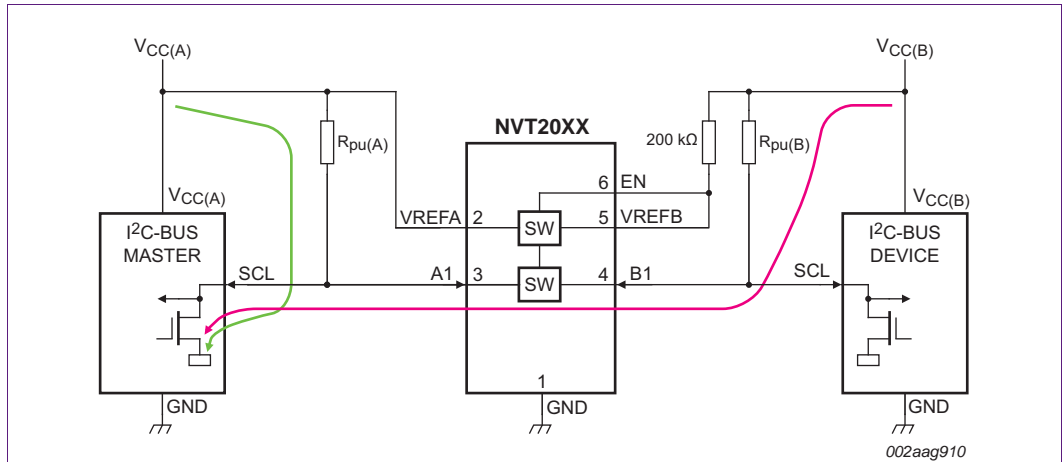 VCC(A) VCC(B)
NVT20XX
Rpu(A) 200 kΩ Rpu(B)
6 EN
VCC(A) VREFA 2 SW 5 VREFB VCC(B)
I2C-BUS MASTER I2C-BUS DEVICE
SCL A1 3 SW 4 B1 SCL
1
GND GND GND
002aag910